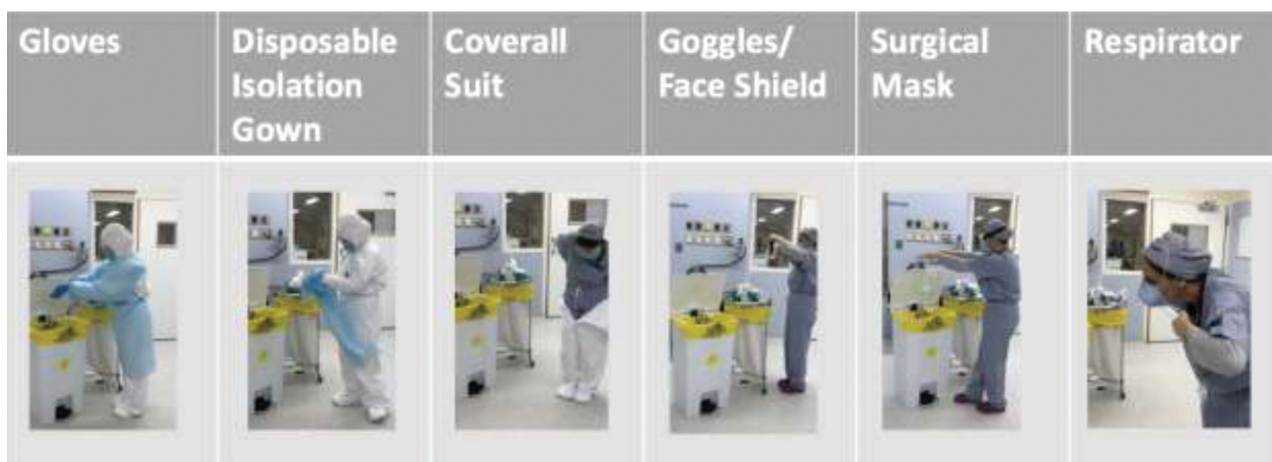 Gloves
Disposable
Isolation
Gown
Coverall
Suit
Goggles/
Face Shield
Surgical
Mask
Respirator